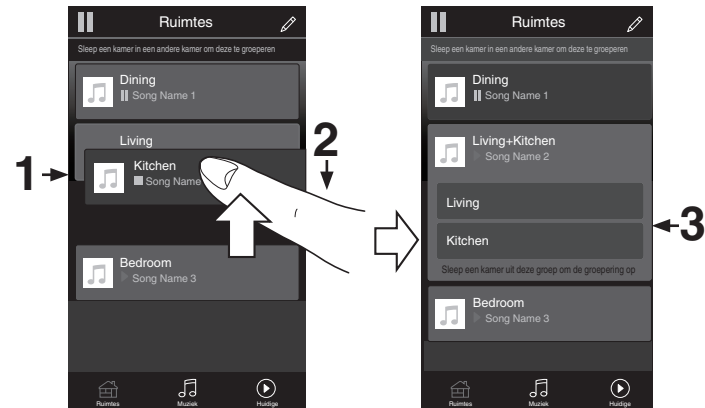 Ruimtes
Sleep een kamer in een andere kamer om deze te groeperen
Dining
Song Name 1
Living
Kitchen
Song Name
Bedroom
Song Name 3
Ruimtes
Muziek
Huidige
1
2
Ruimtes
Sleep een kamer in een andere kamer om deze te groeperen
Dining
Song Name 1
Living+Kitchen
Song Name 2
Living
Kitchen
Sleep een kamer uit deze groep om de groepering op
Bedroom
Song Name 3
Ruimtes
Muziek
Huidige
3